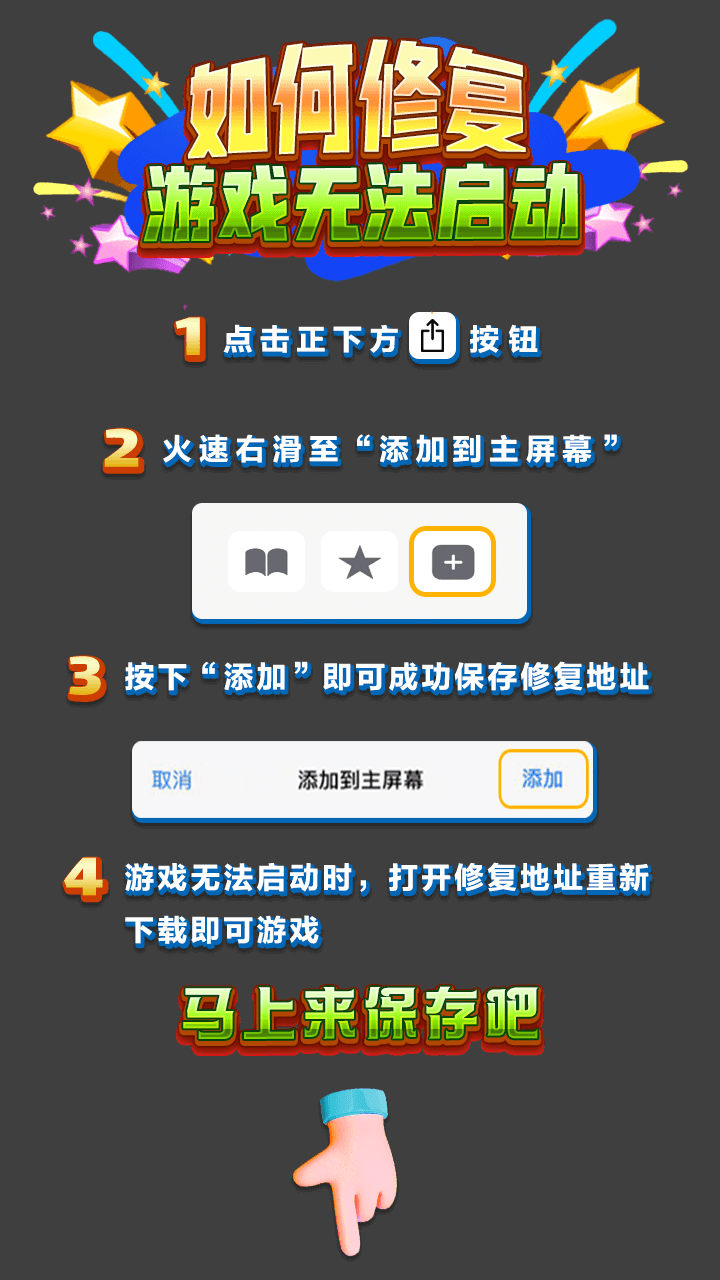 如何修复
游戏无法启动
1 点击正下方 按钮
2 火速右滑至“添加到主屏幕”
3 按下“添加”即可成功保存修复地址
取消 添加到主屏幕 添加
4 游戏无法启动时，打开修复地址重新
下载即可游戏
马上来保存吧